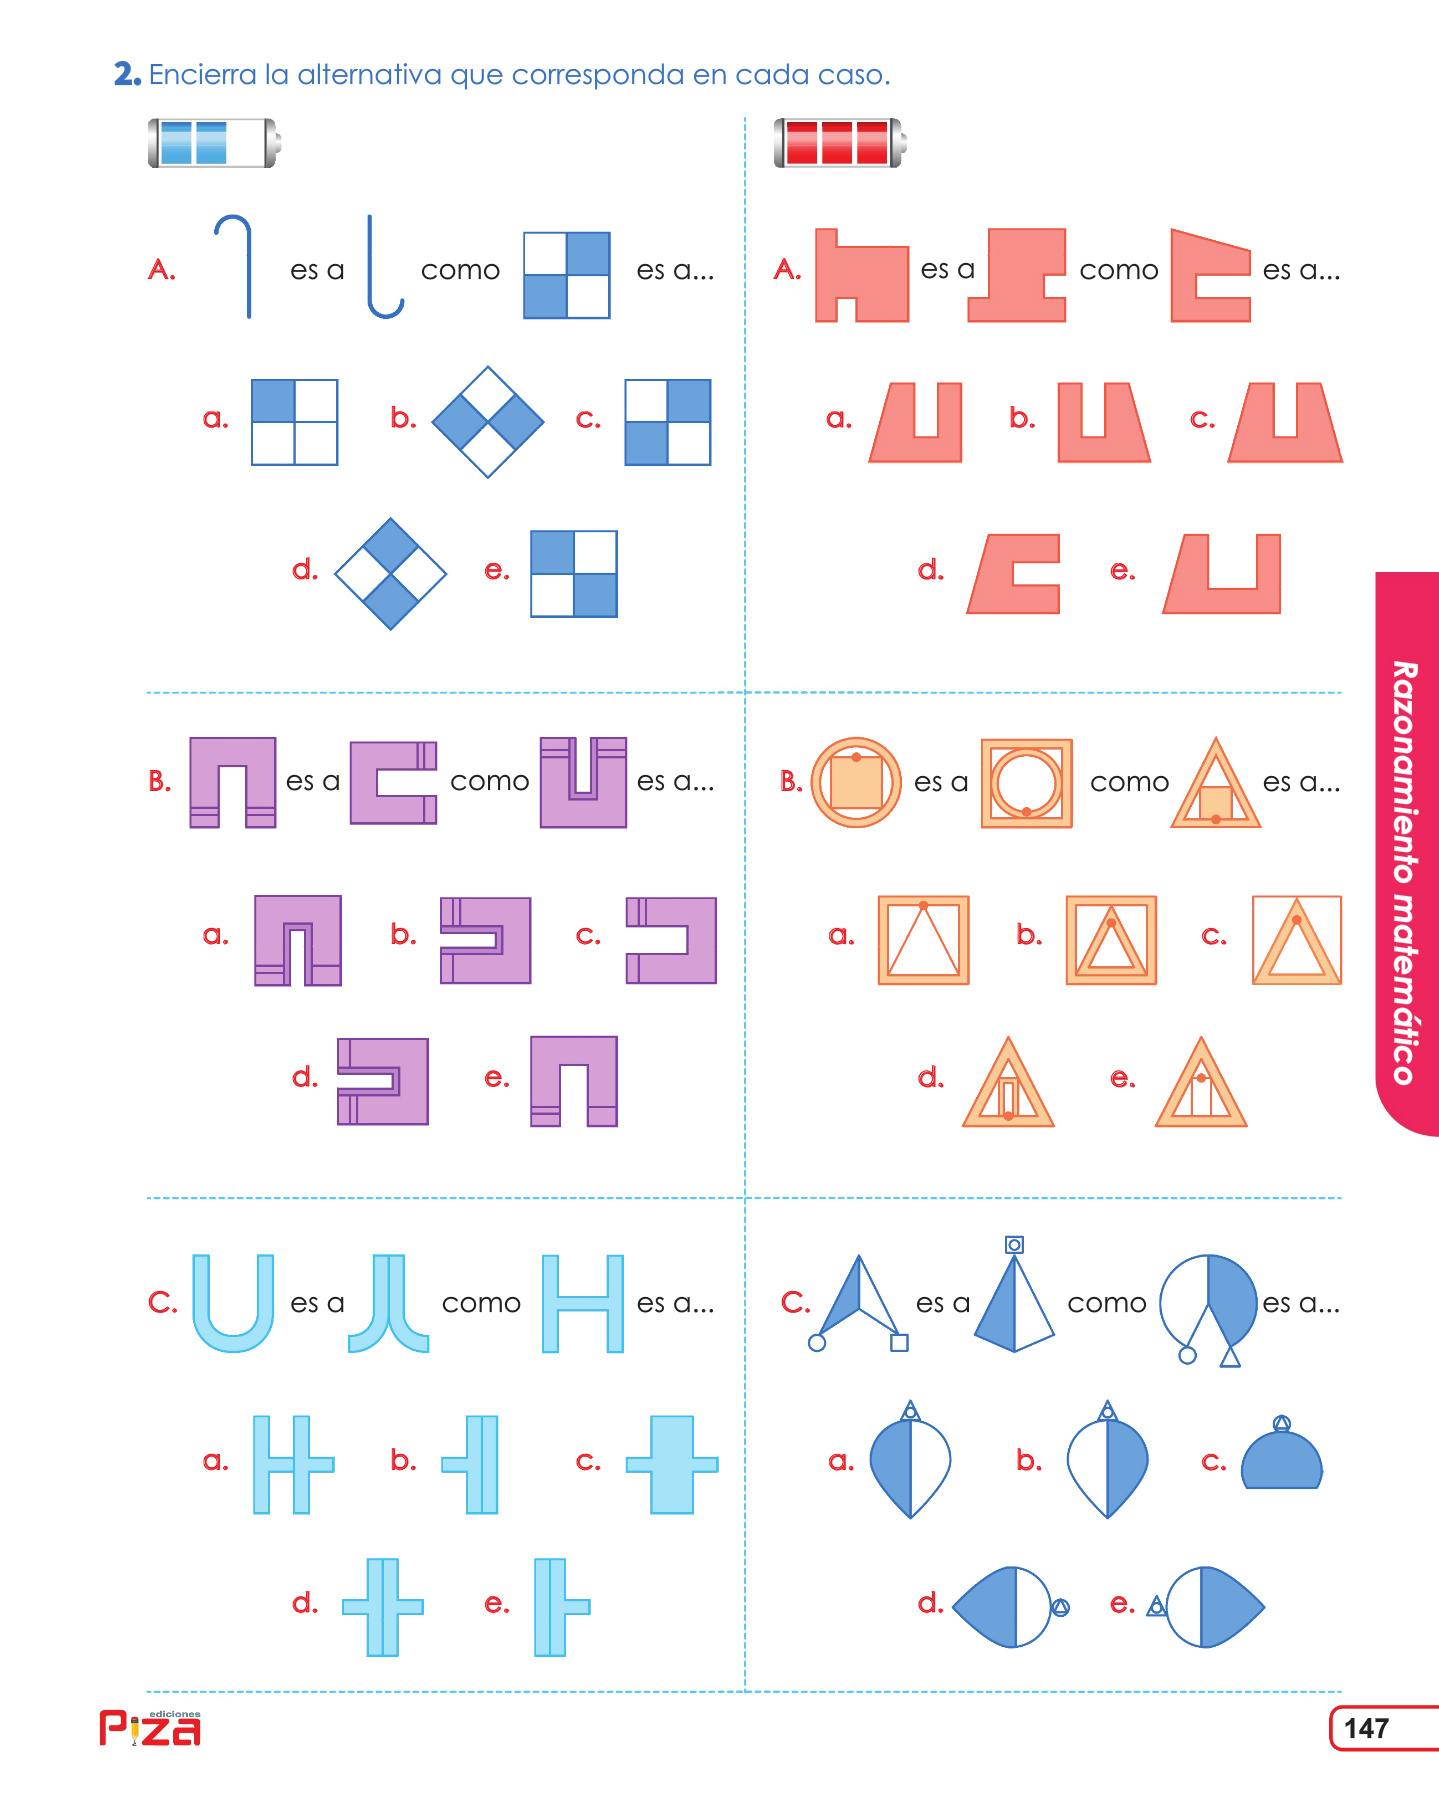 2. Encierra la alternativa que corresponda en cada caso.
A. es a como es a...
a. b. c.
d. e.
A. es a como es a...
a. b. c.
d. e.
B. es a como es a...
a. b. c.
d. e.
B. es a como es a...
a. b. c.
d. e.
C. es a como es a...
a. b. c.
d. e.
C. es a como es a...
a. b. c.
d. e.
Razonamiento matemático
ediciones
Piza
147